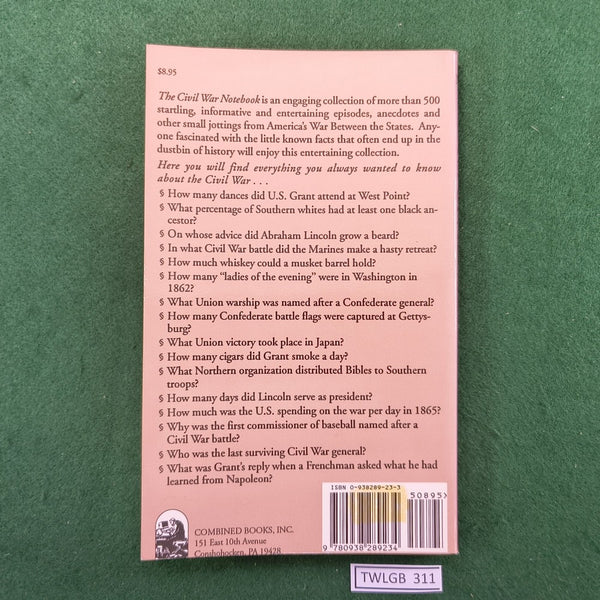 $8.95
The Civil War Notebook is an engaging collection of more than 500
startling, informative and entertaining episodes, anecdotes and
other small jottings from America's War Between the States. Any-
one fascinated with the little known facts that often end up in the
dustbin of history will enjoy this entertaining collection.
Here you will find everything you always wanted to know
about the Civil War . . .
§ How many dances did U.S. Grant attend at West Point?
§ What percentage of Southern whites had at least one black an-
cestor?
§ On whose advice did Abraham Lincoln grow a beard?
§ In what Civil War battle did the Marines make a hasty retreat?
§ How much whiskey could a musket barrel hold?
§ How many "ladies of the evening" were in Washington in
1862?
§ What Union warship was named after a Confederate general?
§ How many Confederate battle flags were captured at Gettys-
burg?
§ What Union victory took place in Japan?
§ How many cigars did Grant smoke a day?
§ What Northern organization distributed Bibles to Southern
troops?
§ How many days did Lincoln serve as president?
§ How much was the U.S. spending on the war per day in 1865?
§ Why was the first commissioner of baseball named after a
Civil War battle?
§ Who was the last surviving Civil War general?
§ What was Grant's reply when a Frenchman asked what he had
learned from Napoleon?
ISBN 0-938289-23-3
50895>
9 780938 289234
COMBINED BOOKS, INC.
151 East 10th Avenue
Conshohocken, PA 19428
TWLGB 311